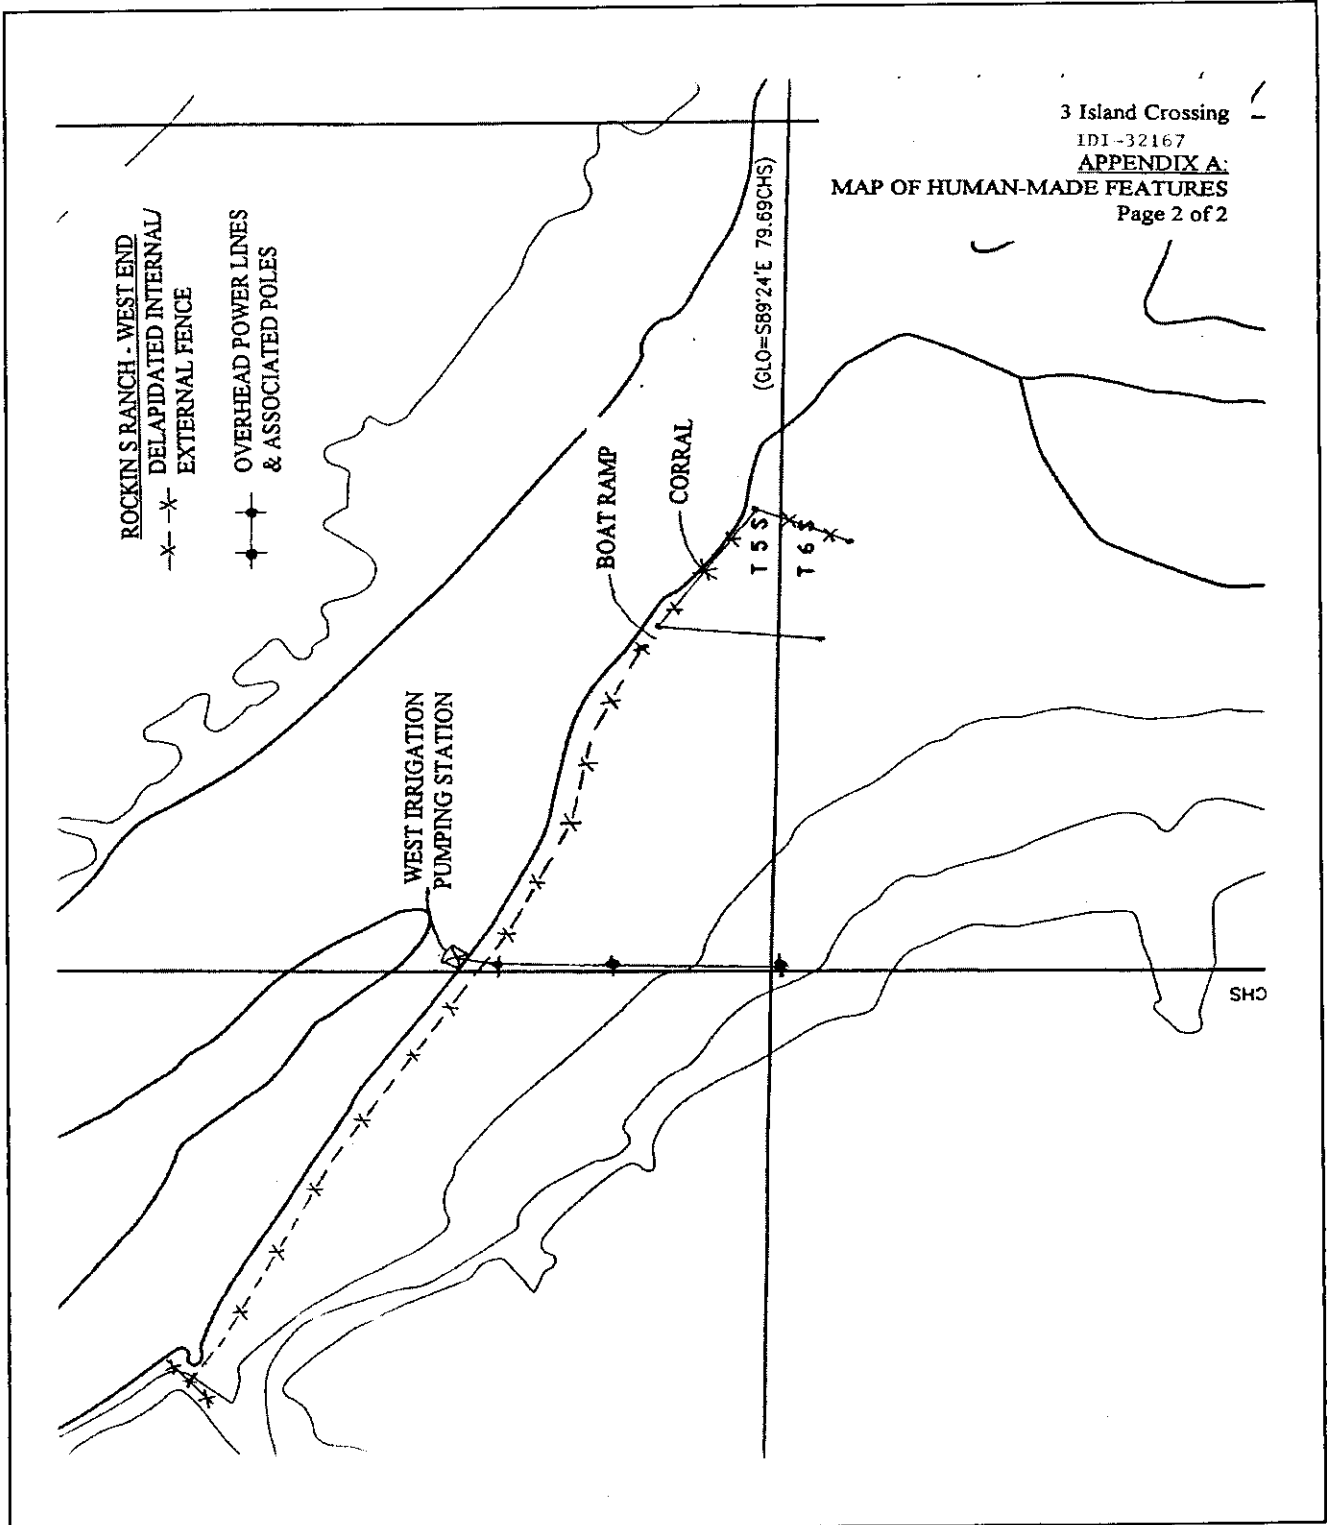 3 Island Crossing
IDI-32167
APPENDIX A:
MAP OF HUMAN-MADE FEATURES
Page 2 of 2
ROCKIN S RANCH - WEST END
DELAPIDATED INTERNAL/
EXTERNAL FENCE
OVERHEAD POWER LINES
& ASSOCIATED POLES
(GLO=S89°24'E 79.69CHS)
BOAT RAMP
CORRAL
T 5 S
T 6 S
WEST IRRIGATION
PUMPING STATION
CHS